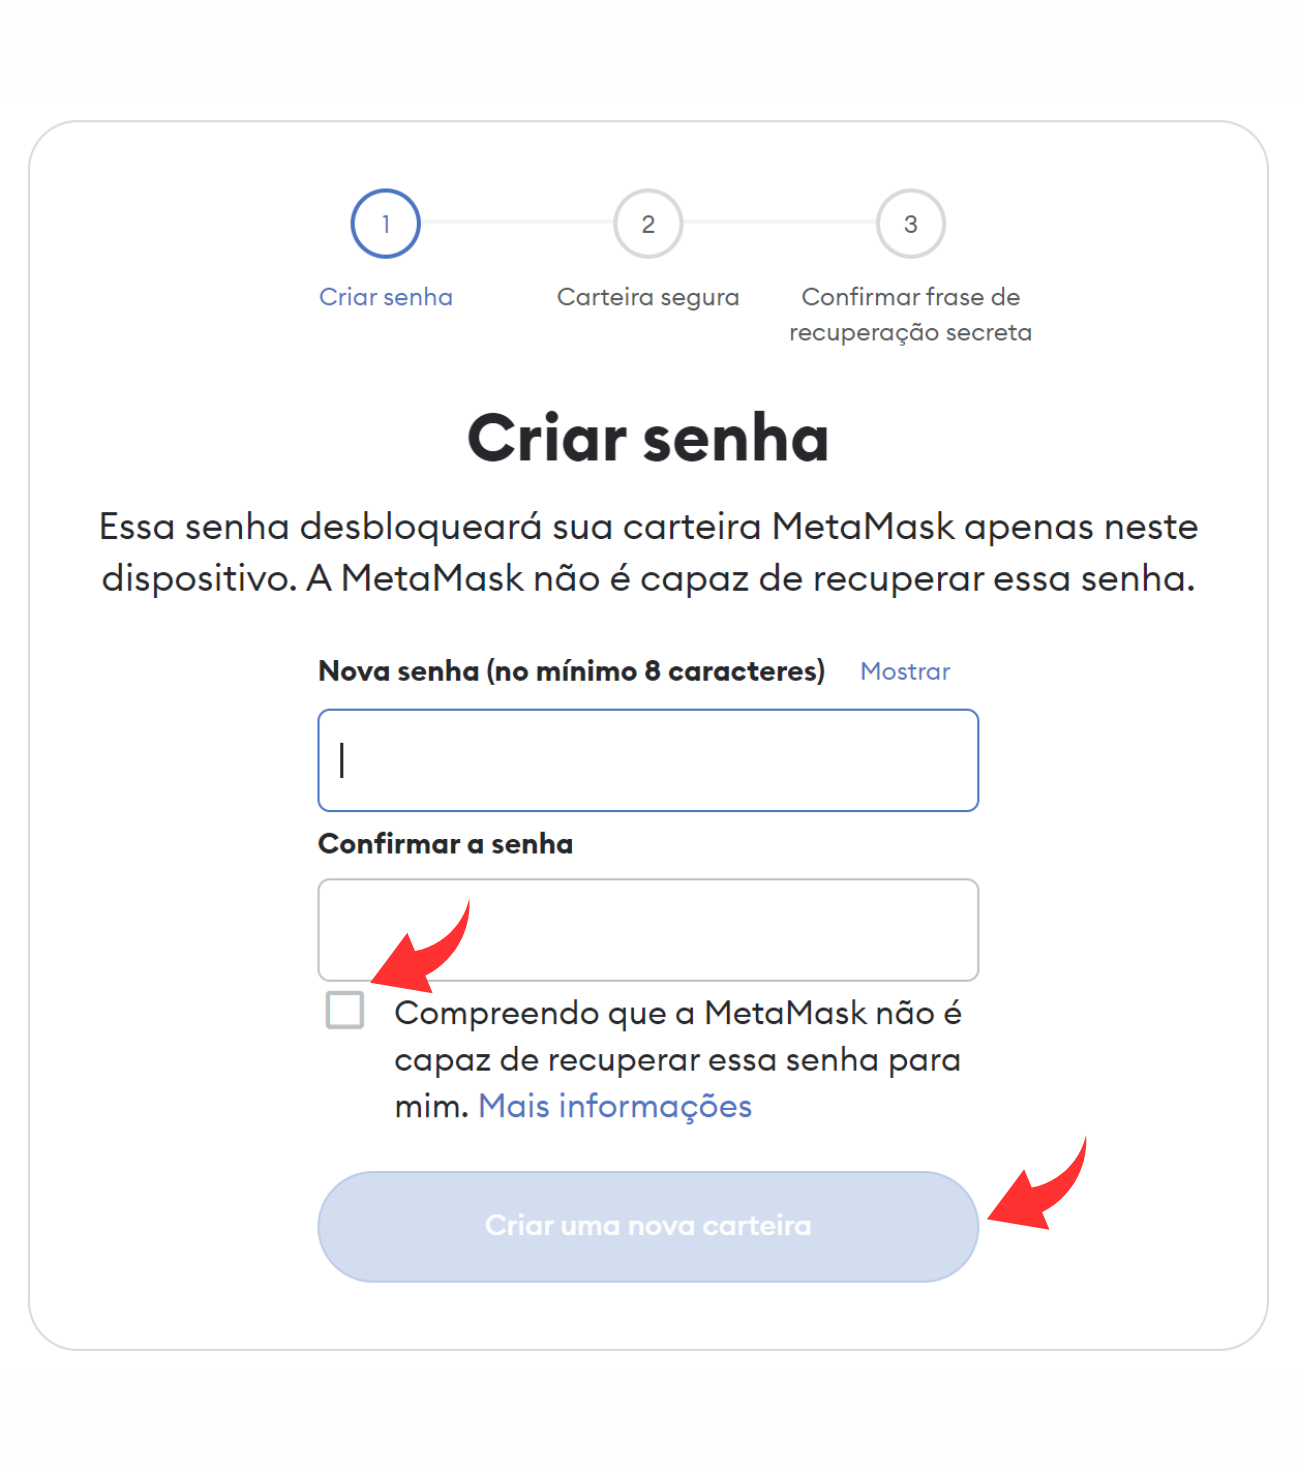 1
2
3
Criar senha
Carteira segura
Confirmar frase de
recuperação secreta
Criar senha
Essa senha desbloqueará sua carteira MetaMask apenas neste
dispositivo. A MetaMask não é capaz de recuperar essa senha.
Nova senha (no mínimo 8 caracteres)
Mostrar
Confirmar a senha
Compreendo que a MetaMask não é
capaz de recuperar essa senha para
mim. Mais informações
Criar uma nova carteira